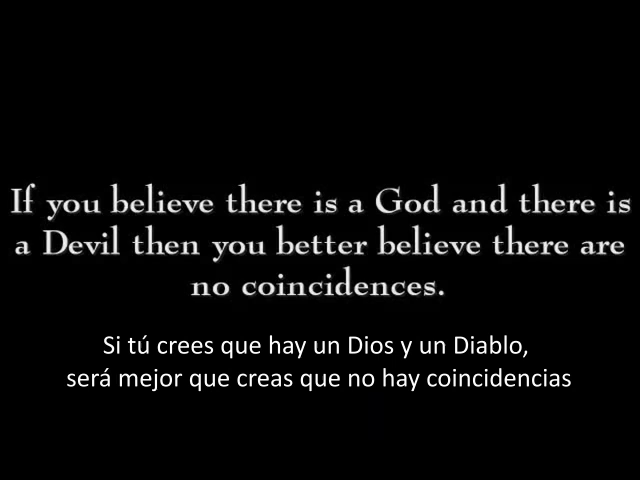 If you believe there is a God and there is
a Devil then you better believe there are
no coincidences.
Si tú crees que hay un Dios y un Diablo,
será mejor que creas que no hay coincidencias